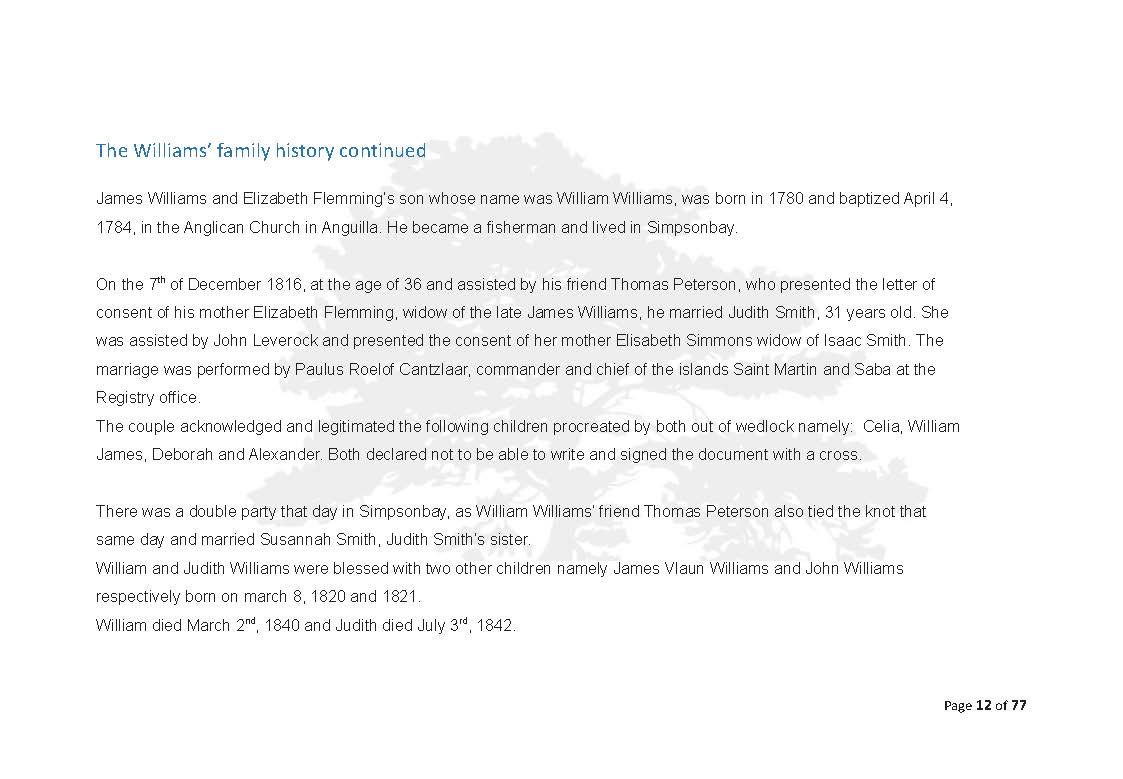 The Williams’ family history continued
James Williams and Elizabeth Flemming’s son whose name was William Williams, was born in 1780 and baptized April 4,
1784, in the Anglican Church in Anguilla. He became a fisherman and lived in Simpsonbay.
On the 7th of December 1816, at the age of 36 and assisted by his friend Thomas Peterson, who presented the letter of
consent of his mother Elizabeth Flemming, widow of the late James Williams, he married Judith Smith, 31 years old. She
was assisted by John Leverock and presented the consent of her mother Elisabeth Simmons widow of Isaac Smith. The
marriage was performed by Paulus Roelof Cantzlaar, commander and chief of the islands Saint Martin and Saba at the
Registry office.
The couple acknowledged and legitimated the following children procreated by both out of wedlock namely:  Celia, William
James, Deborah and Alexander. Both declared not to be able to write and signed the document with a cross.
There was a double party that day in Simpsonbay, as William Williams’ friend Thomas Peterson also tied the knot that
same day and married Susannah Smith, Judith Smith’s sister.
William and Judith Williams were blessed with two other children namely James Vlaun Williams and John Williams
respectively born on march 8, 1820 and 1821.
William died March 2nd, 1840 and Judith died July 3rd, 1842.
Page 12 of 77